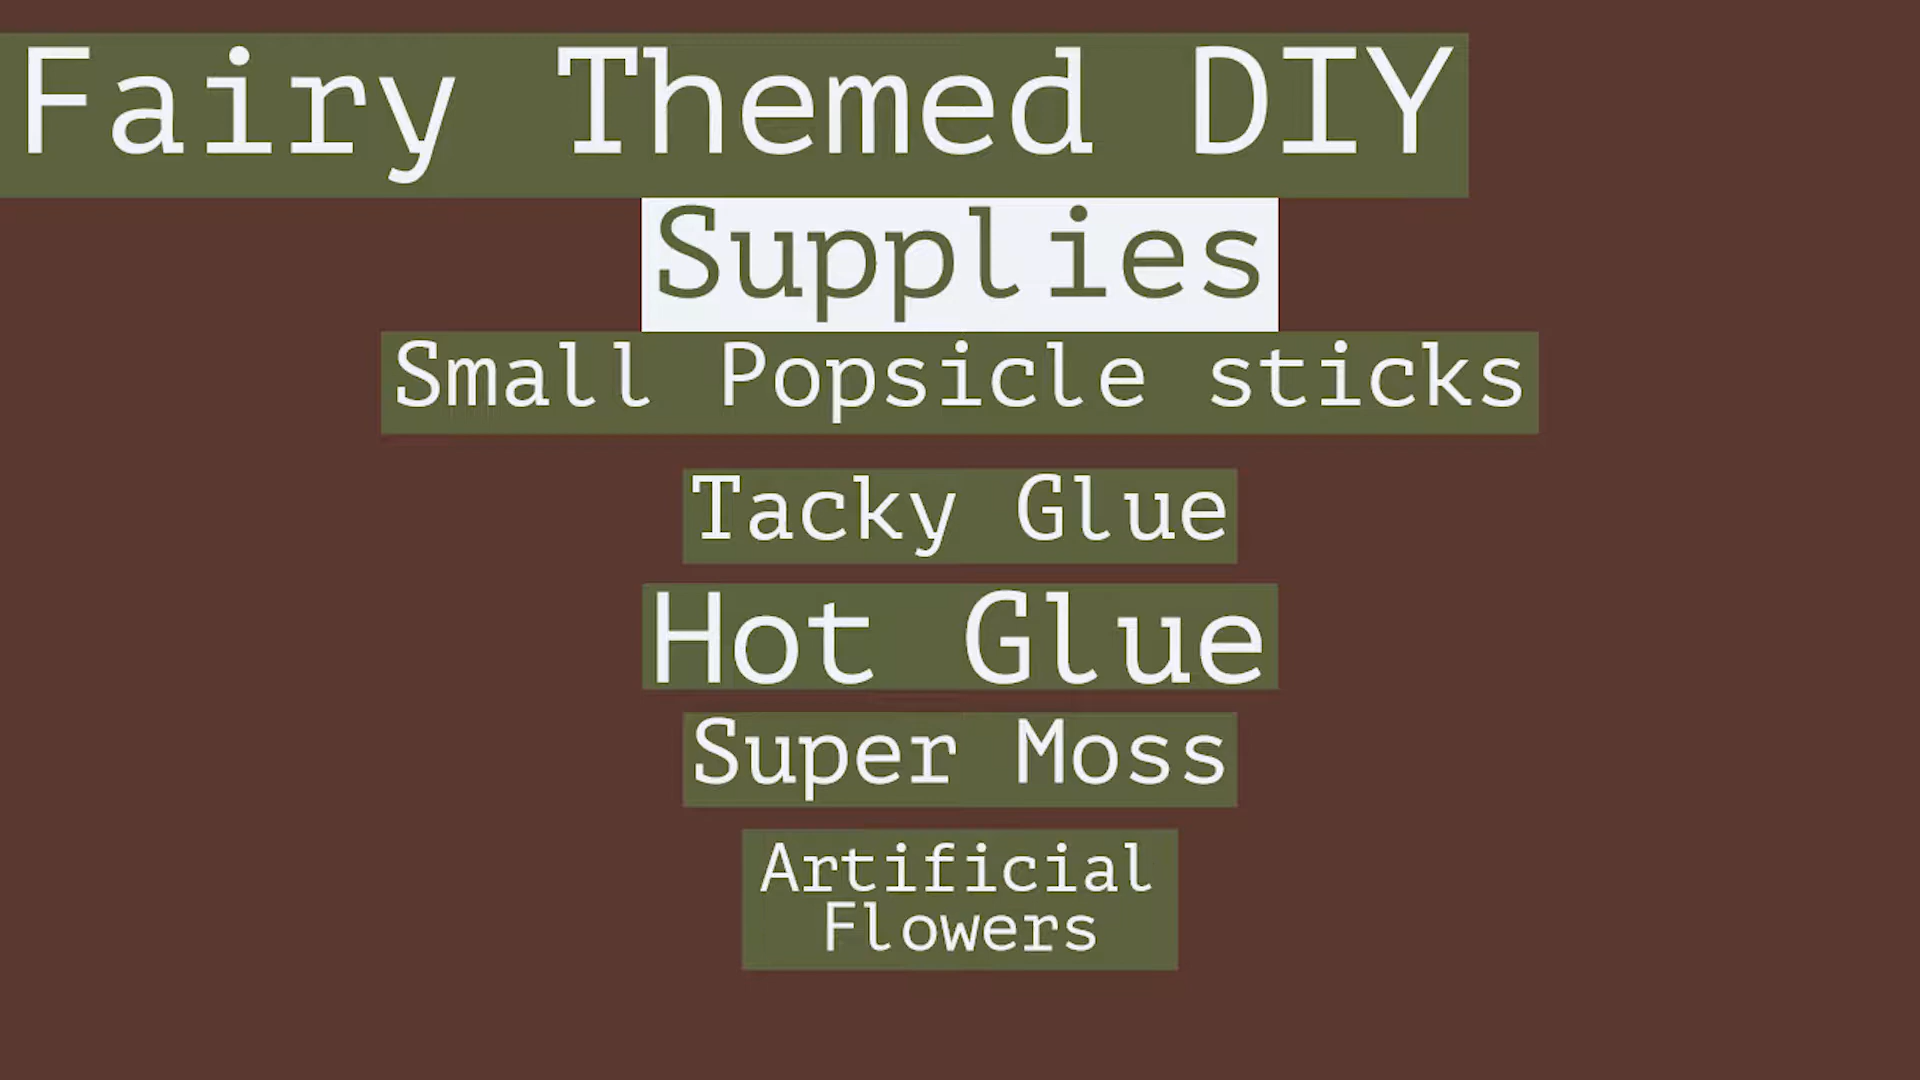 Fairy Themed DIY
Supplies
Small Popsicle sticks
Tacky Glue
Hot Glue
Super Moss
Artificial
Flowers